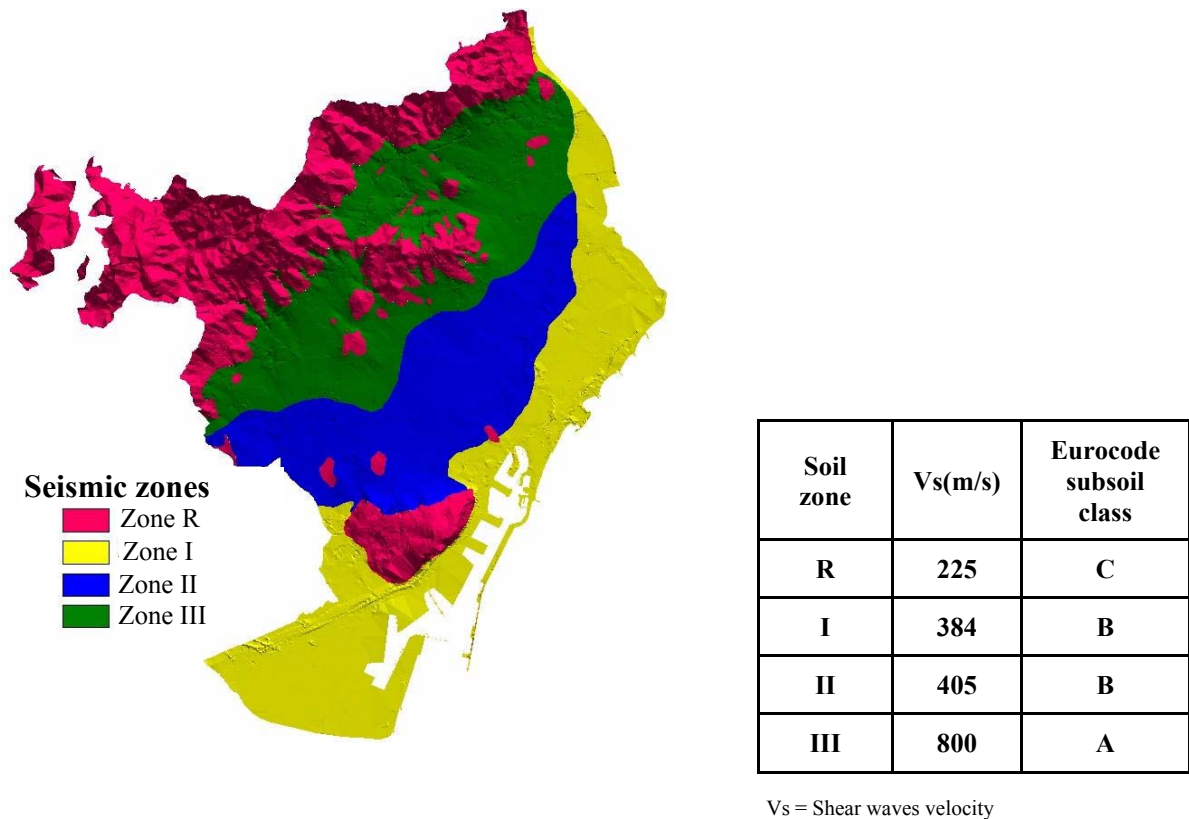 Seismic zones
Zone R
Zone I
Zone II
Zone III
Soil zone Vs(m/s) Eurocode subsoil class
R 225 C
I 384 B
II 405 B
III 800 A
Vs = Shear waves velocity